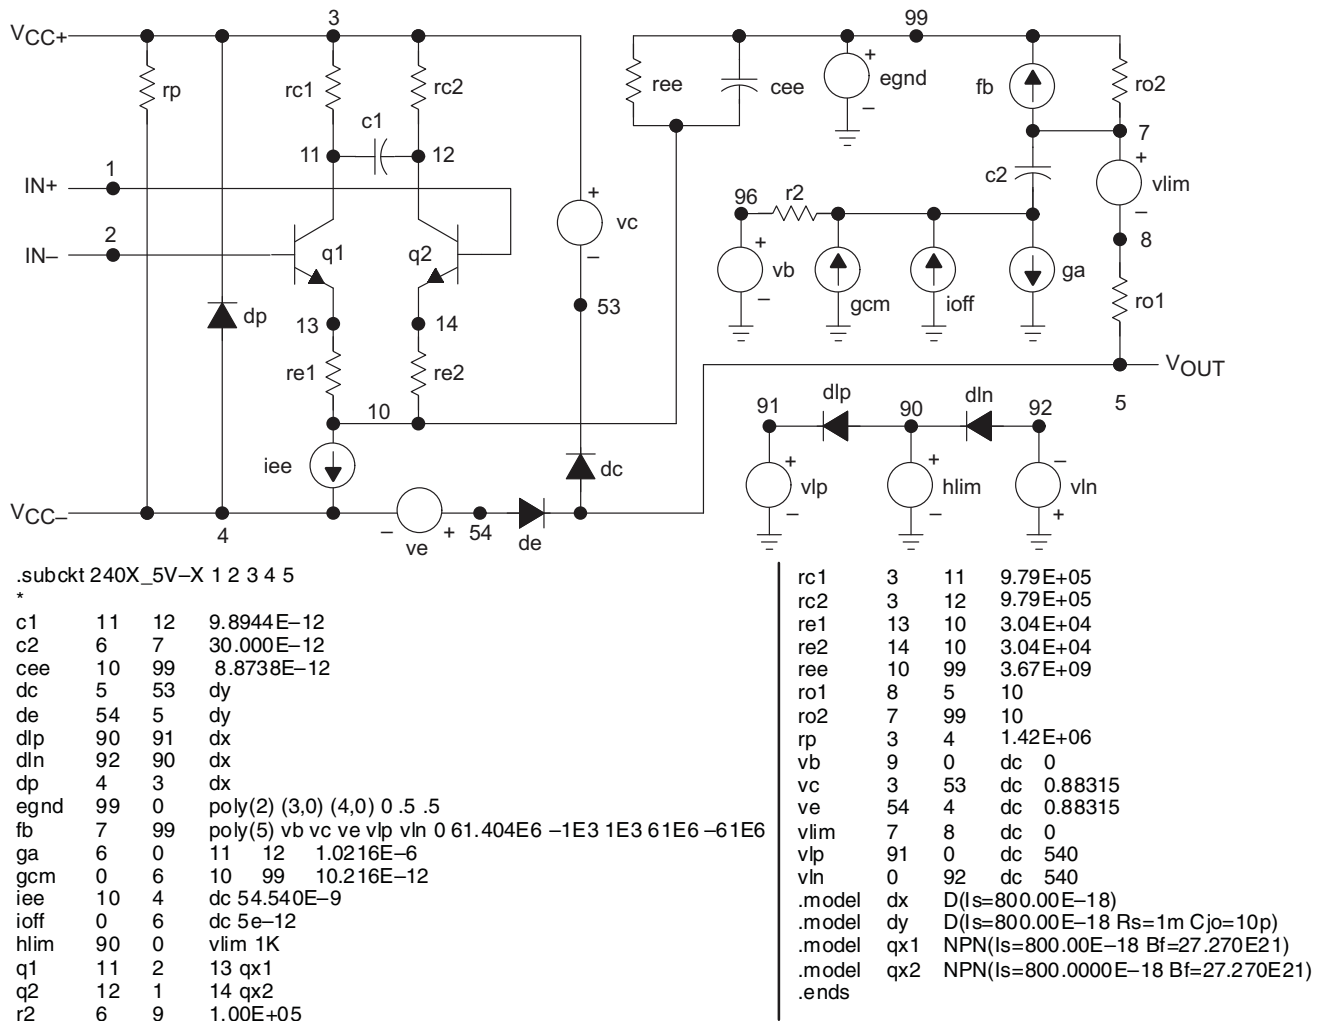 3
99
VCC+
rp
rc1
rc2
ree
cee
egnd
fb
ro2
c1
11
12
7
1
IN+
c2
vlim
96
r2
2
IN–
q1
q2
vc
8
vb
gcm
ioff
ga
ro1
53
dp
13
14
re1
re2
VOUT
5
10
91
dlp
90
dln
92
iee
dc
vlp
hlim
vln
VCC–
4
ve
54
de
+
–
+
–
+
–
+
–
–
+
+
–
+
–
–
+
.subckt 240X_5V–X 1 2 3 4 5
*
c1 11 12 9.8944E–12
c2 6 7 30.000E–12
cee 10 99 8.8738E–12
dc 5 53 dy
de 54 5 dy
dlp 90 91 dx
dln 92 90 dx
dp 4 3 dx
egnd 99 0 poly(2) (3,0) (4,0) 0 .5 .5
fb 7 99 poly(5) vb vc ve vlp vln 0 61.404E6 –1E3 1E3 61E6 –61E6
ga 6 0 11 12 1.0216E–6
gcm 0 6 10 99 10.216E–12
iee 10 4 dc 54.540E–9
ioff 0 6 dc 5e–12
hlim 90 0 vlim 1K
q1 11 2 13 qx1
q2 12 1 14 qx2
r2 6 9 1.00E+05
rc1 3 11 9.79E+05
rc2 3 12 9.79E+05
re1 13 10 3.04E+04
re2 14 10 3.04E+04
ree 10 99 3.67E+09
ro1 8 5 10
ro2 7 99 10
rp 3 4 1.42E+06
vb 9 0 dc 0
vc 3 53 dc 0.88315
ve 54 4 dc 0.88315
vlim 7 8 dc 0
vlp 91 0 dc 540
vln 0 92 dc 540
.model dx D(Is=800.00E–18)
.model dy D(Is=800.00E–18 Rs=1m Cjo=10p)
.model qx1 NPN(Is=800.00E–18 Bf=27.270E21)
.model qx2 NPN(Is=800.0000E–18 Bf=27.270E21)
.ends